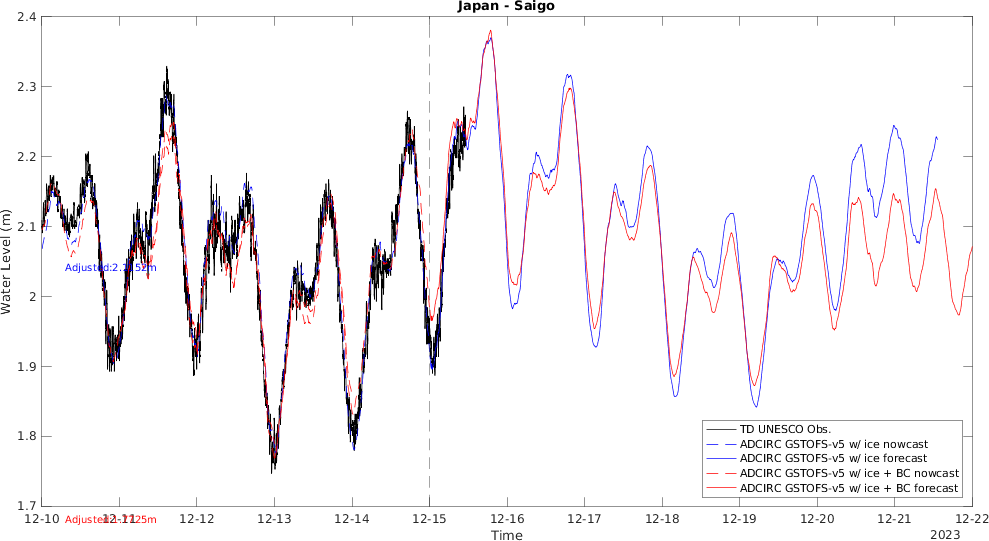 Japan - Saigo
Water Level (m)
2.4
2.3
2.2
2.1
2
1.9
1.8
1.7
TD UNESCO Obs.
ADCIRC GSTOFS-v5 w/ ice nowcast
ADCIRC GSTOFS-v5 w/ ice forecast
ADCIRC GSTOFS-v5 w/ ice + BC nowcast
ADCIRC GSTOFS-v5 w/ ice + BC forecast
12-10 12-11 12-12 12-13 12-14 12-15 12-16 12-17 12-18 12-19 12-20 12-21 12-22
Time
2023